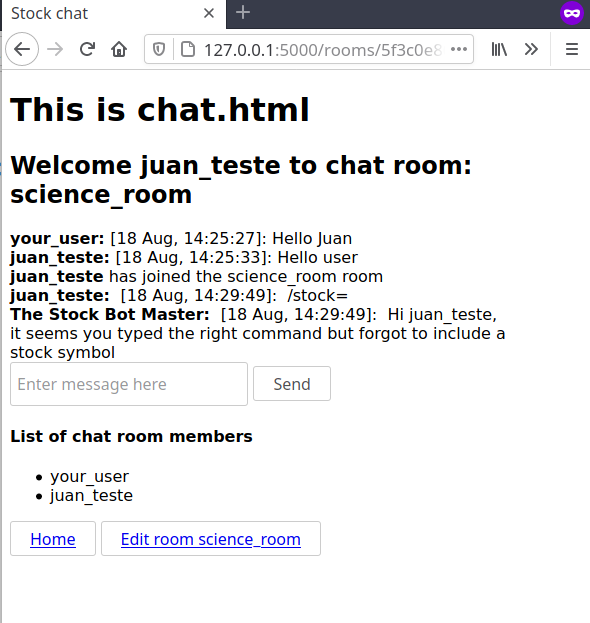 Stock chat
127.0.0.1:5000/rooms/5f3c0e8
This is chat.html
Welcome juan_teste to chat room:
science_room
your_user: [18 Aug, 14:25:27]: Hello Juan
juan_teste: [18 Aug, 14:25:33]: Hello user
juan_teste has joined the science_room room
juan_teste:  [18 Aug, 14:29:49]:  /stock=
The Stock Bot Master:  [18 Aug, 14:29:49]:  Hi juan_teste,
it seems you typed the right command but forgot to include a
stock symbol
Enter message here
Send
List of chat room members
your_user
juan_teste
Home
Edit room science_room